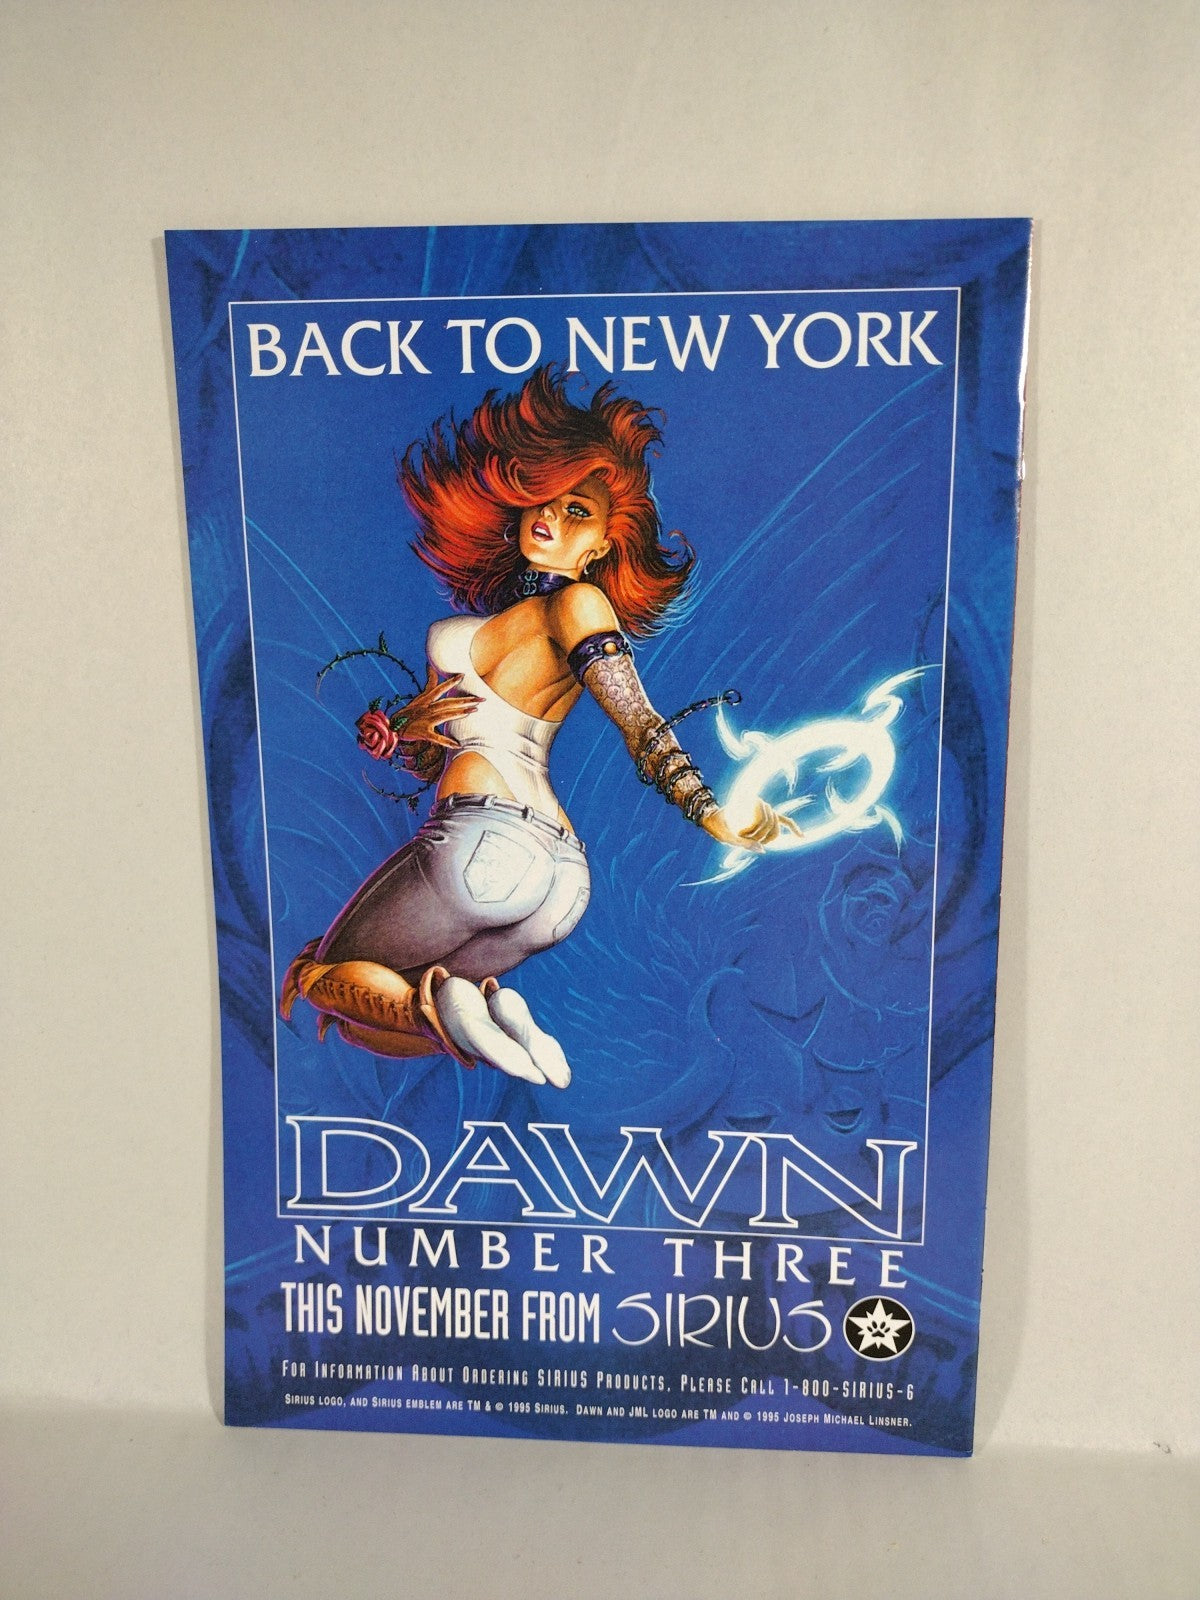 BACK TO NEW YORK
DAWN
NUMBER THREE
THIS NOVEMBER FROM SIRIUS
FOR INFORMATION ABOUT ORDERING SIRIUS PRODUCTS, PLEASE CALL 1-800-SIRIUS-6
SIRIUS LOGO, AND SIRIUS EMBLEM ARE TM & © 1995 SIRIUS. DAWN AND JML LOGO ARE TM AND © 1995 JOSEPH MICHAEL LINSNER.